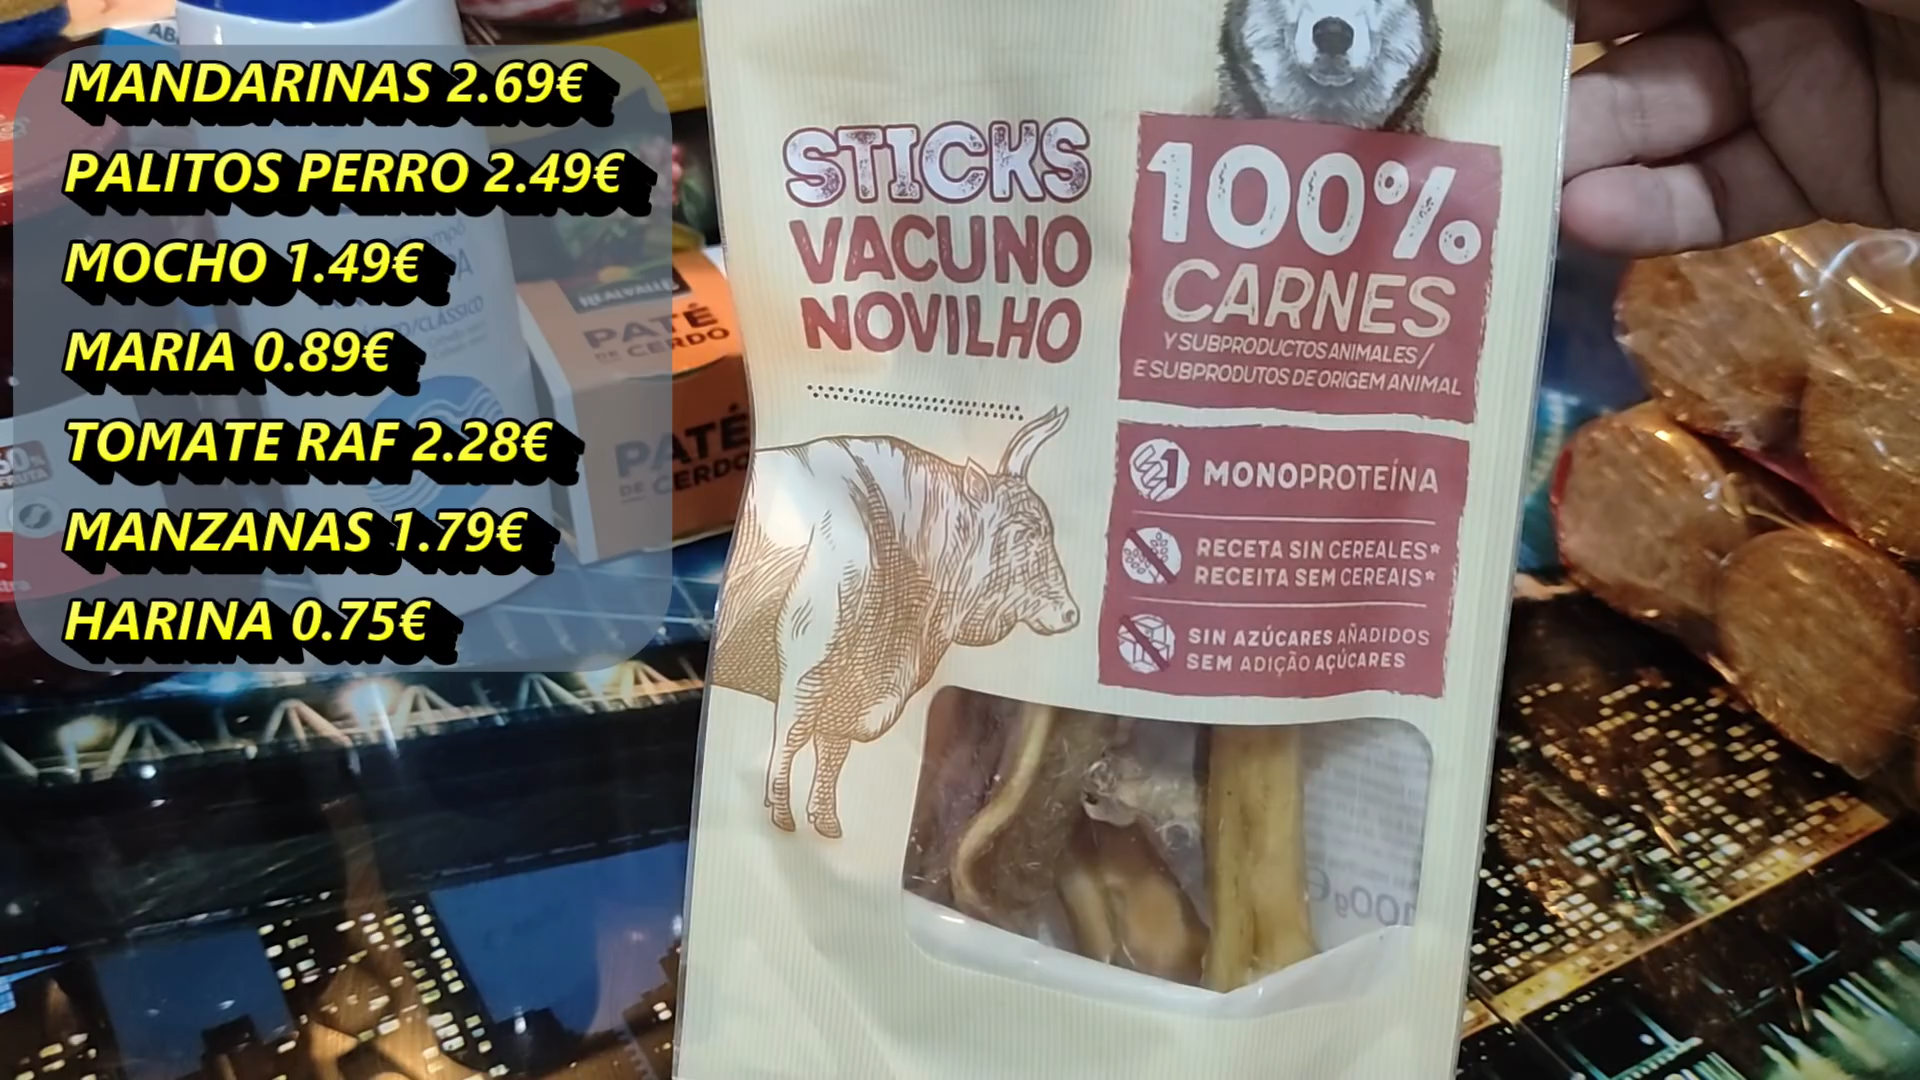 MANDARINAS 2.69€
PALITOS PERRO 2.49€
MOCHO 1.49€
MARIA 0.89€
TOMATE RAF 2.28€
MANZANAS 1.79€
HARINA 0.75€
REALVALLE
PATÉ
DE CERDO
PATÉ
DE CERDO
STICKS
VACUNO
NOVILHO
100%
CARNES
Y SUBPRODUCTOS ANIMALES/
E SUBPRODUTOS DE ORIGEM ANIMAL
1 MONOPROTEÍNA
RECETA SIN CEREALES*
RECEITA SEM CEREAIS*
SIN AZÚCARES AÑADIDOS
SEM ADIÇÃO AÇÚCARES